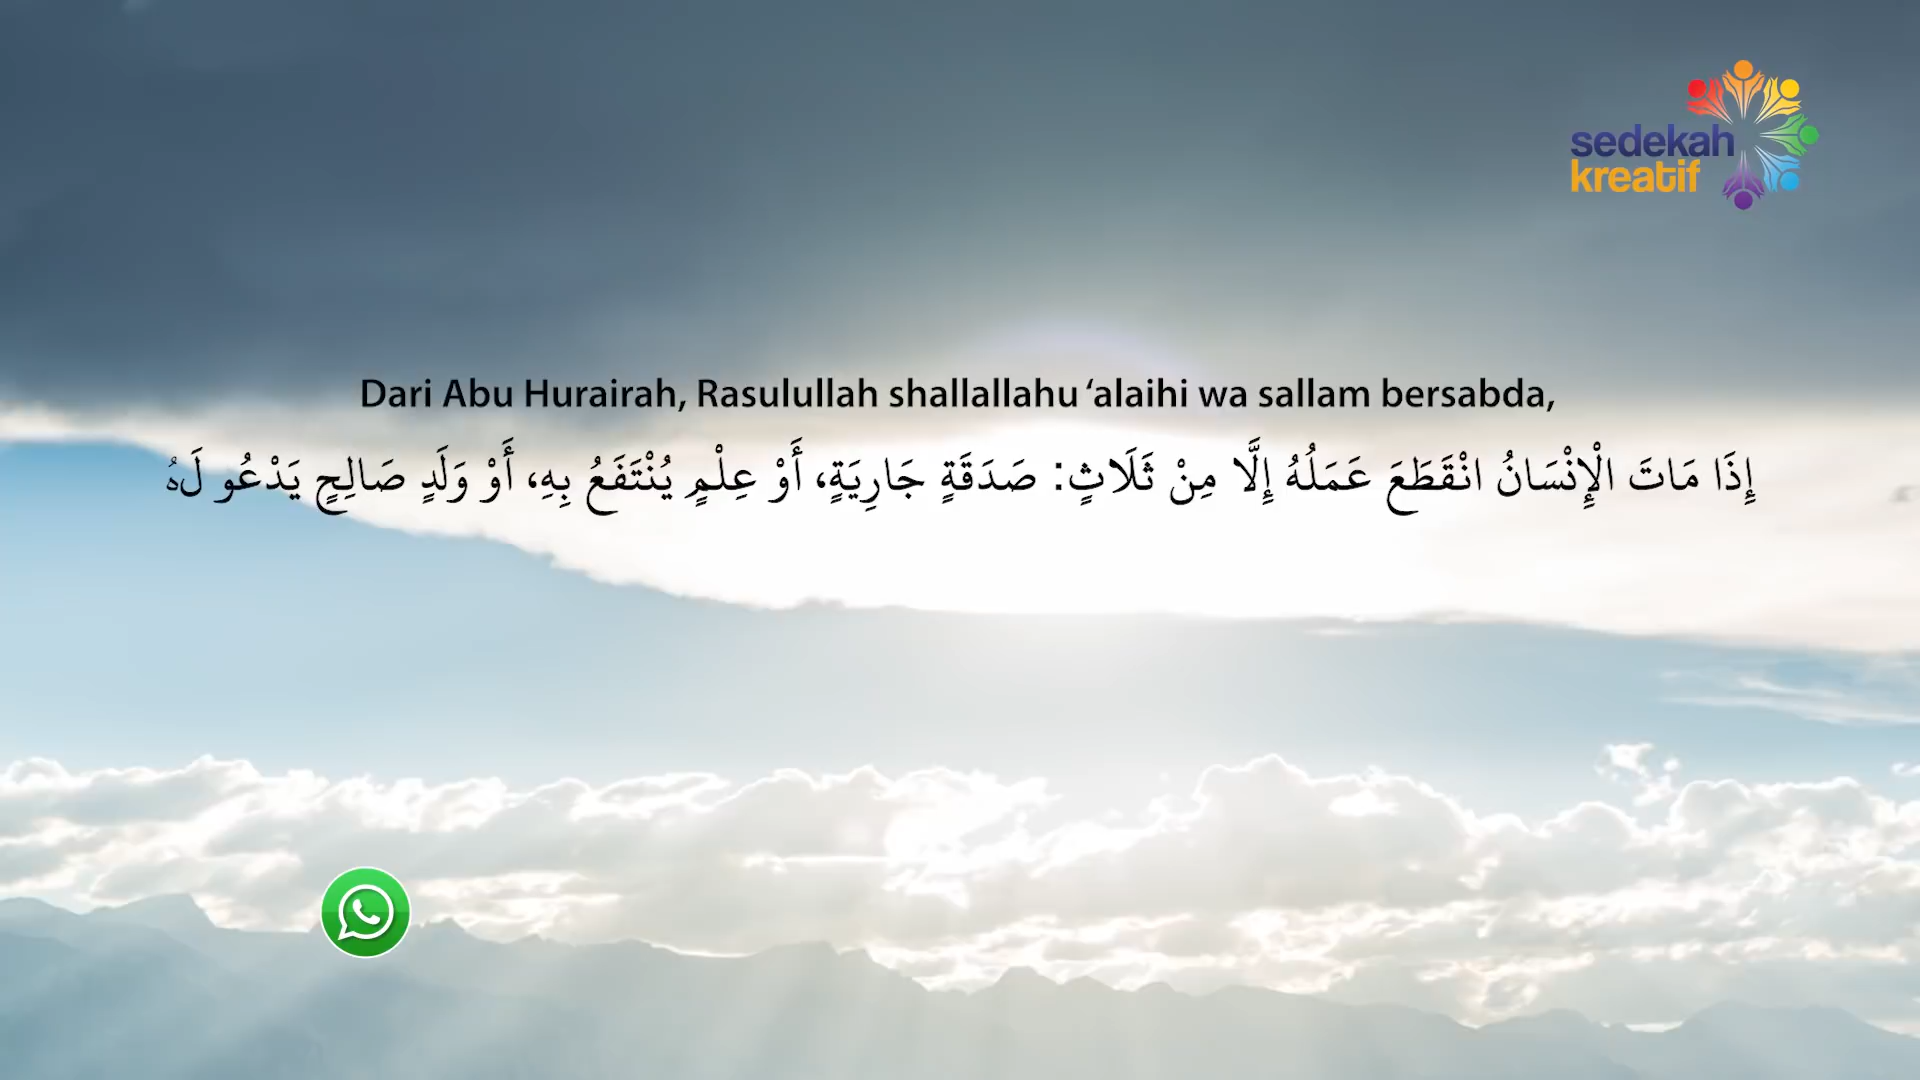 sedekah
kreatif
Dari Abu Hurairah, Rasulullah shallallahu ‘alaihi wa sallam bersabda,
إِذَا مَاتَ الْإِنْسَانُ انْقَطَعَ عَمَلُهُ إِلَّا مِنْ ثَلَاثٍ: صَدَقَةٍ جَارِيَةٍ، أَوْ عِلْمٍ يُنْتَفَعُ بِهِ، أَوْ وَلَدٍ صَالِحٍ يَدْعُو لَهُ